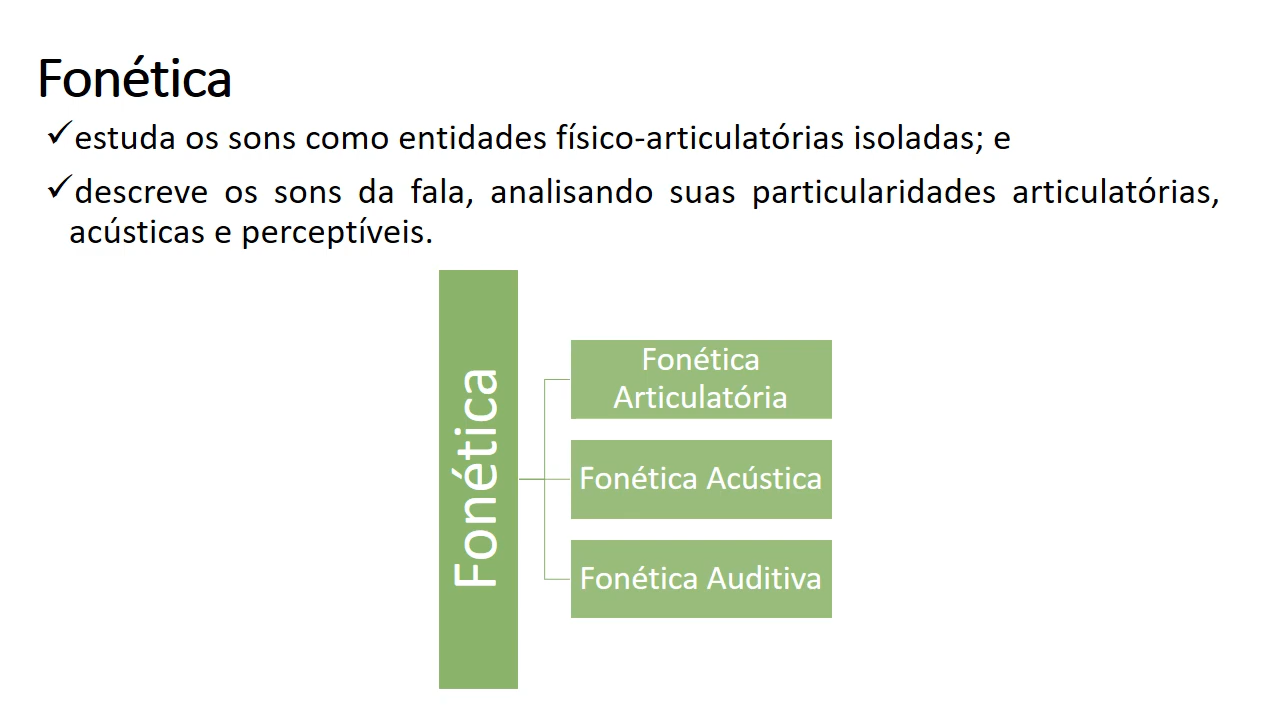 Fonética
✓estuda os sons como entidades físico-articulatórias isoladas; e
✓descreve os sons da fala, analisando suas particularidades articulatórias,
acústicas e perceptíveis.
Fonética
Fonética
Articulatória
Fonética Acústica
Fonética Auditiva